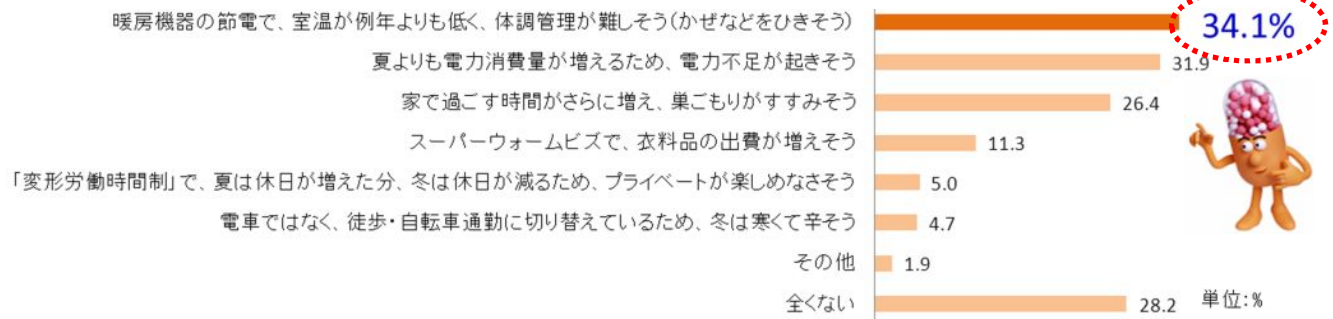 暖房機器の節電で、室温が例年よりも低く、体調管理が難しそう(かぜなどをひきそう) 34.1%
夏よりも電力消費量が増えるため、電力不足が起きそう 31.9
家で過ごす時間がさらに増え、巣ごもりがすすみそう 26.4
スーパーウォームビズで、衣料品の出費が増えそう 11.3
「変形労働時間制」で、夏は休日が増えた分、冬は休日が減るため、プライベートが楽しめなさそう 5.0
電車ではなく、徒歩・自転車通勤に切り替えているため、冬は寒くて辛そう 4.7
その他 1.9
全くない 28.2 単位:%